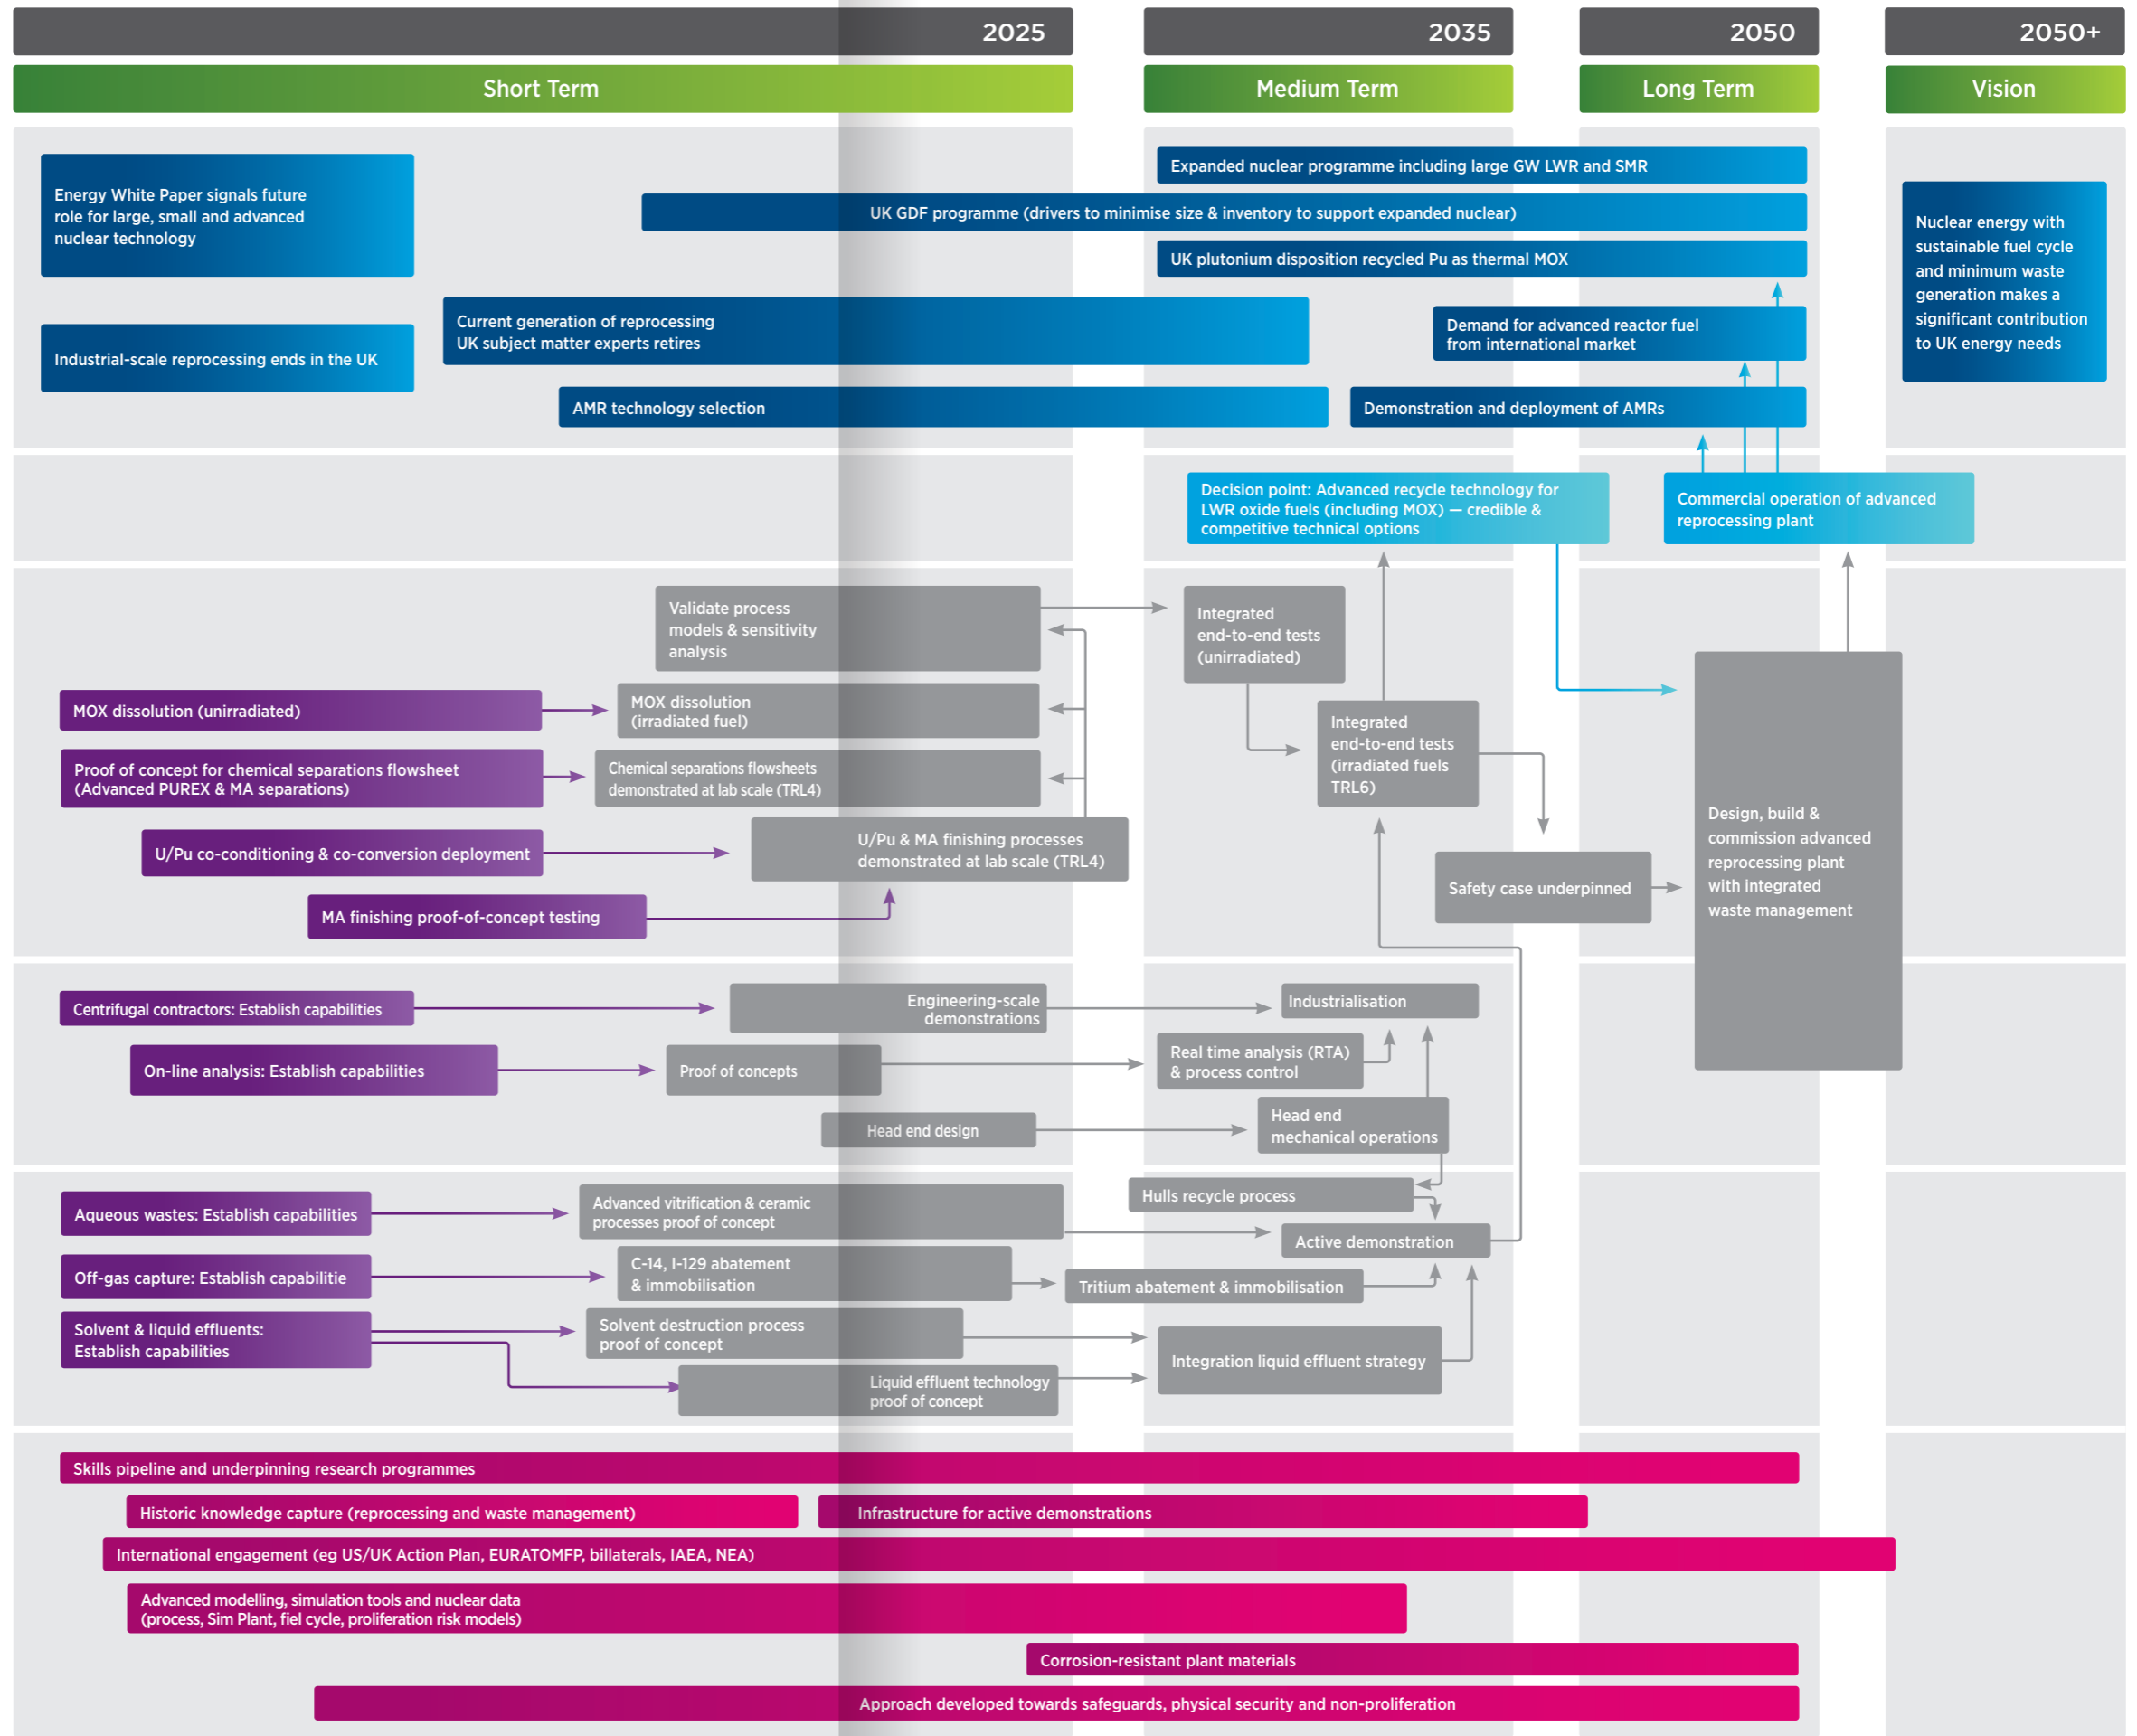 2025
2035
2050
2050+
Short Term
Medium Term
Long Term
Vision
Energy White Paper signals future
role for large, small and advanced
nuclear technology
Industrial-scale reprocessing ends in the UK
Expanded nuclear programme including large GW LWR and SMR
UK GDF programme (drivers to minimise size & inventory to support expanded nuclear)
UK plutonium disposition recycled Pu as thermal MOX
Current generation of reprocessing
UK subject matter experts retires
Demand for advanced reactor fuel
from international market
AMR technology selection
Demonstration and deployment of AMRs
Nuclear energy with
sustainable fuel cycle
and minimum waste
generation makes a
significant contribution
to UK energy needs
Decision point: Advanced recycle technology for
LWR oxide fuels (including MOX) — credible &
competitive technical options
Commercial operation of advanced
reprocessing plant
Validate process
models & sensitivity
analysis
Integrated
end-to-end tests
(unirradiated)
MOX dissolution (unirradiated)
MOX dissolution
(irradiated fuel)
Integrated
end-to-end tests
(irradiated fuels
TRL6)
Proof of concept for chemical separations flowsheet
(Advanced PUREX & MA separations)
Chemical separations flowsheets
demonstrated at lab scale (TRL4)
U/Pu co-conditioning & co-conversion deployment
U/Pu & MA finishing processes
demonstrated at lab scale (TRL4)
MA finishing proof-of-concept testing
Safety case underpinned
Design, build &
commission advanced
reprocessing plant
with integrated
waste management
Centrifugal contractors: Establish capabilities
Engineering-scale
demonstrations
Industrialisation
On-line analysis: Establish capabilities
Proof of concepts
Real time analysis (RTA)
& process control
Head end design
Head end
mechanical operations
Aqueous wastes: Establish capabilities
Advanced vitrification & ceramic
processes proof of concept
Hulls recycle process
Active demonstration
Off-gas capture: Establish capabilitie
C-14, I-129 abatement
& immobilisation
Tritium abatement & immobilisation
Solvent & liquid effluents:
Establish capabilities
Solvent destruction process
proof of concept
Integration liquid effluent strategy
Liquid effluent technology
proof of concept
Skills pipeline and underpinning research programmes
Historic knowledge capture (reprocessing and waste management)
Infrastructure for active demonstrations
International engagement (eg US/UK Action Plan, EURATOMFP, billaterals, IAEA, NEA)
Advanced modelling, simulation tools and nuclear data
(process, Sim Plant, fiel cycle, proliferation risk models)
Corrosion-resistant plant materials
Approach developed towards safeguards, physical security and non-proliferation